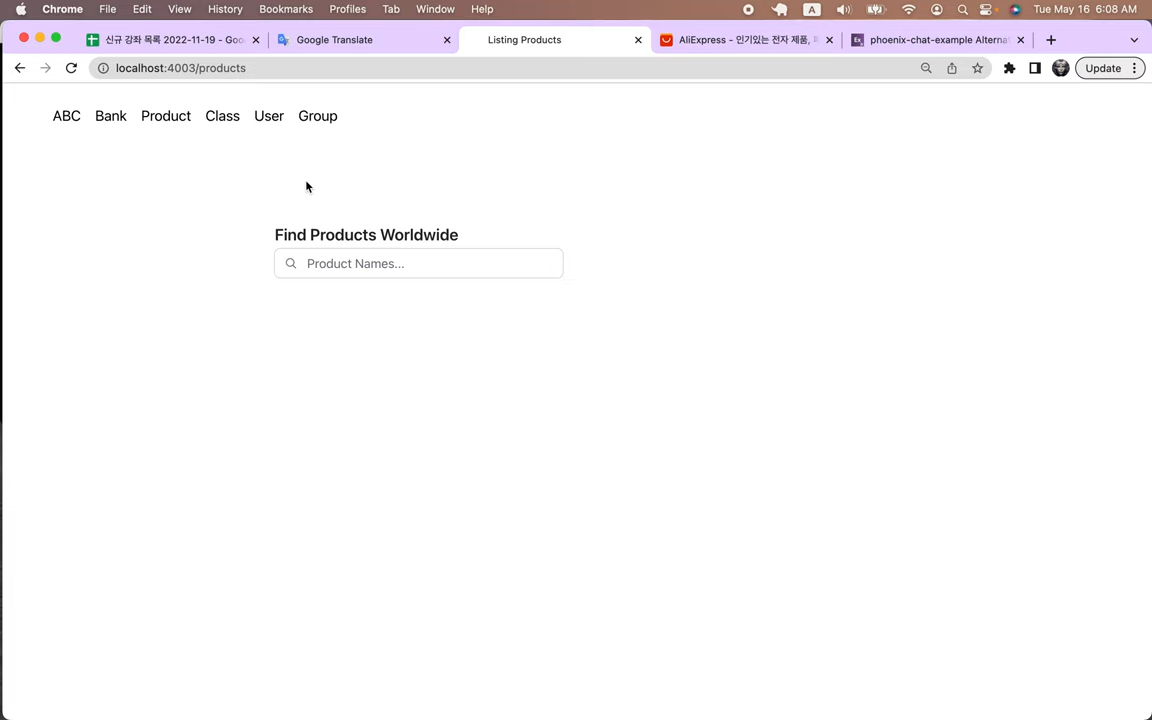 Chrome File Edit View History Bookmarks Profiles Tab Window Help A Tue May 16 6:08 AM
신규 강좌 목록 2022-11-19 - Goo Google Translate Listing Products AliExpress - 인기있는 전자 제품, phoenix-chat-example Alterna
localhost:4003/products Update
ABC Bank Product Class User Group
Find Products Worldwide
Product Names...